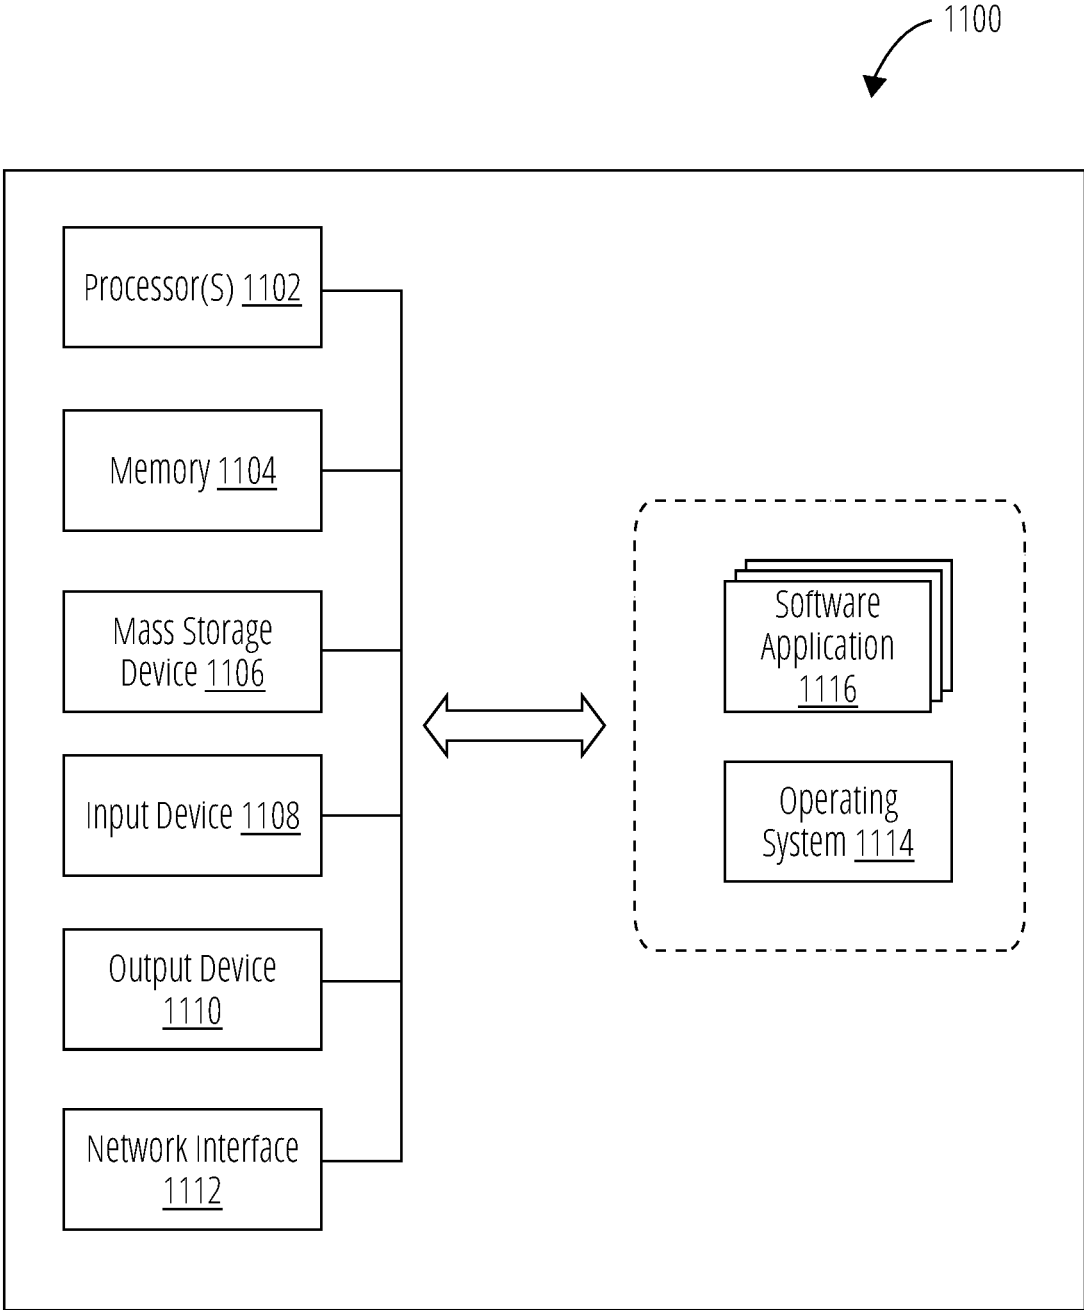 1100
Processor(S) 1102
Memory 1104
Mass Storage
Device 1106
Input Device 1108
Output Device
1110
Network Interface
1112
Software
Application
1116
Operating
System 1114